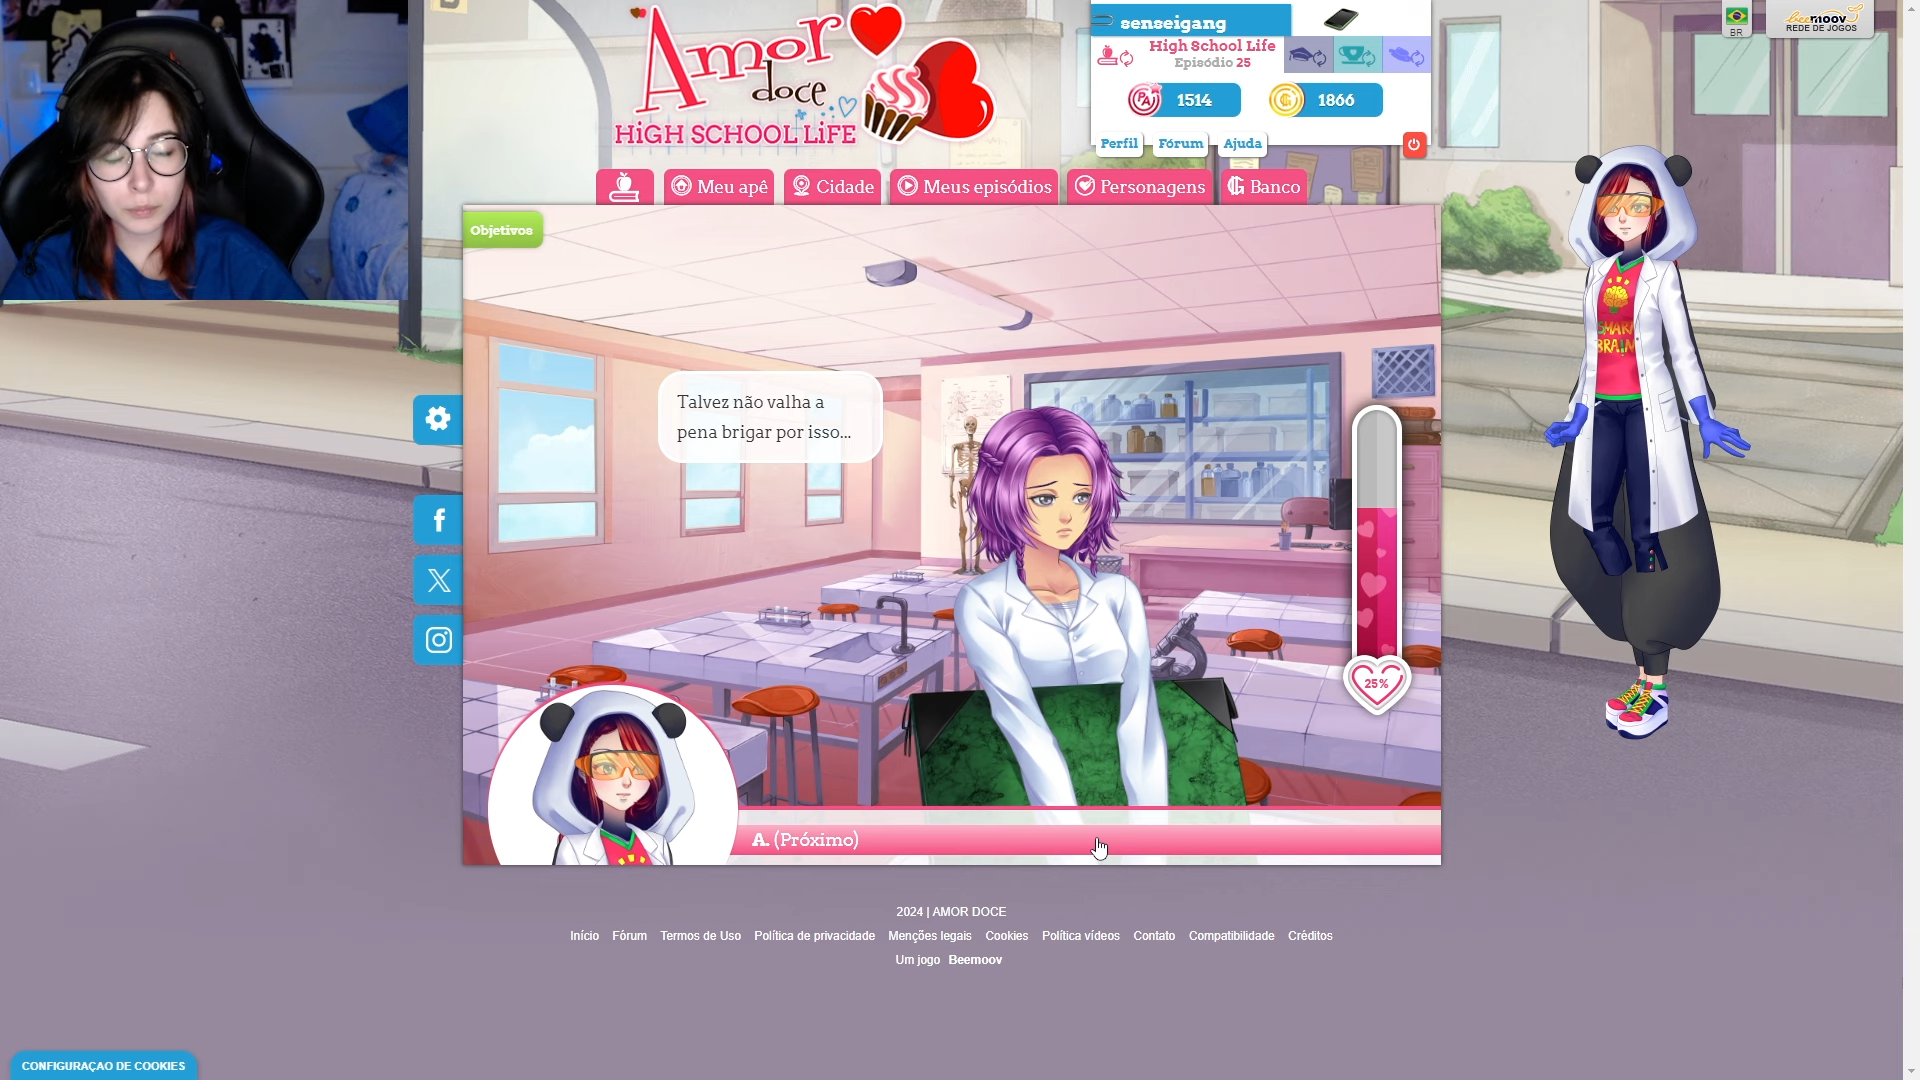 Amor
doce
HiGH SCHOOL LiFE
senseigang
High School Life
Episódio 25
PA 1514
1866
Perfil
Fórum
Ajuda
BR
beemoov
REDE DE JOGOS
Meu apê
Cidade
Meus episódios
Personagens
Banco
Objetivos
Talvez não valha a
pena brigar por isso...
SMART
BRAIN
25%
A. (Próximo)
2024 | AMOR DOCE
Início Fórum Termos de Uso Política de privacidade Menções legais Cookies Política vídeos Contato Compatibilidade Créditos
Um jogo Beemoov
CONFIGURAÇAO DE COOKIES